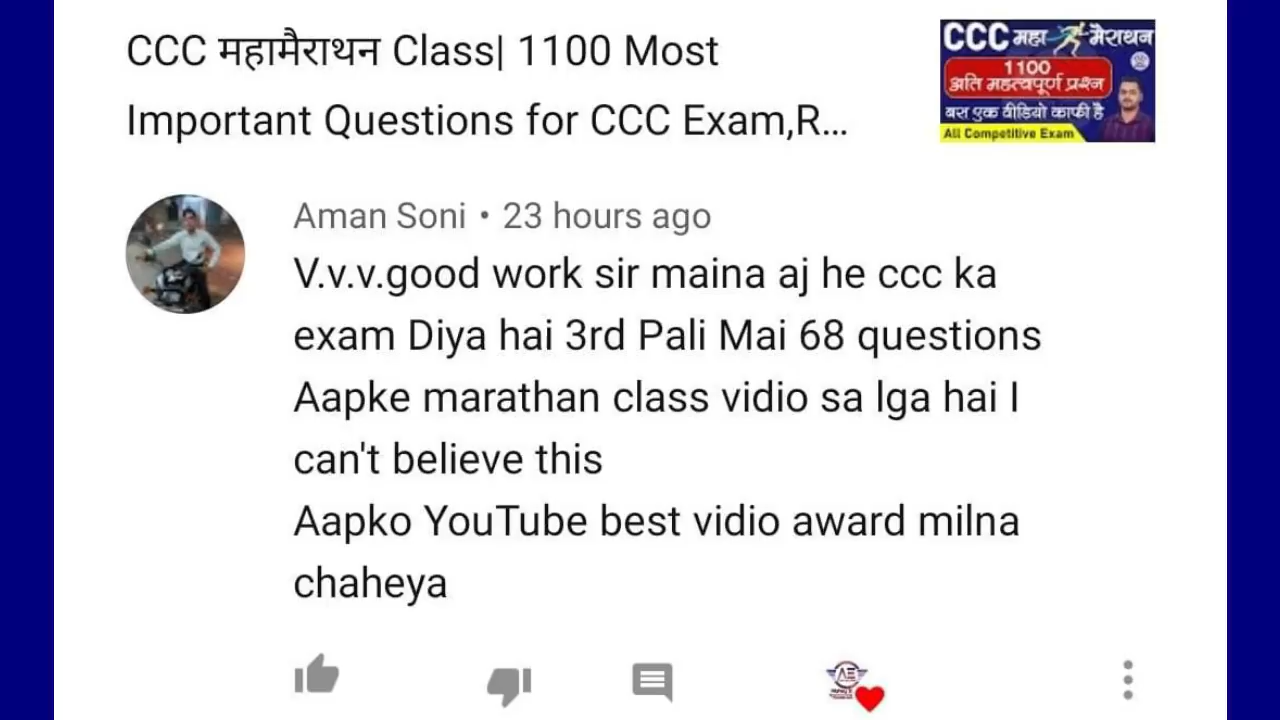 CCC महामैराथन Class| 1100 Most
Important Questions for CCC Exam,R...
CCC महा मैराथन
1100
अति महत्वपूर्ण प्रश्न
बस एक वीडियो काफी है
All Competitive Exam
Aman Soni • 23 hours ago
V.v.v.good work sir maina aj he ccc ka
exam Diya hai 3rd Pali Mai 68 questions
Aapke marathan class vidio sa lga hai I
can't believe this
Aapko YouTube best vidio award milna
chaheya
AE